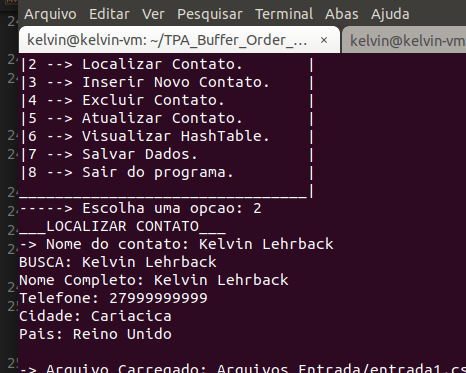 Arquivo Editar Ver Pesquisar Terminal Abas Ajuda
kelvin@kelvin-vm: ~/TPA_Buffer_Order_... × kelvin@kelvin-vm
|2 --> Localizar Contato. |
|3 --> Inserir Novo Contato. |
|4 --> Excluir Contato. |
|5 --> Atualizar Contato. |
|6 --> Visualizar HashTable. |
|7 --> Salvar Dados. |
|8 --> Sair do programa. |
________________________________|
-----> Escolha uma opcao: 2
___LOCALIZAR CONTATO___
-> Nome do contato: Kelvin Lehrback
BUSCA: Kelvin Lehrback
Nome Completo: Kelvin Lehrback
Telefone: 27999999999
Cidade: Cariacica
Pais: Reino Unido
-> Arquivo Carregado: Arquivos_Entrada/entrada1.cs